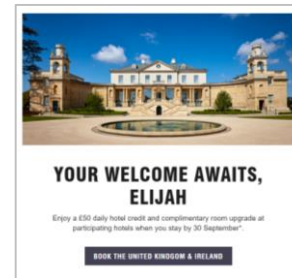 YOUR WELCOME AWAITS,
ELIJAH
Enjoy a £50 daily hotel credit and complimentary room upgrade at
participating hotels when you stay by 30 September*.
BOOK THE UNITED KINGDOM & IRELAND